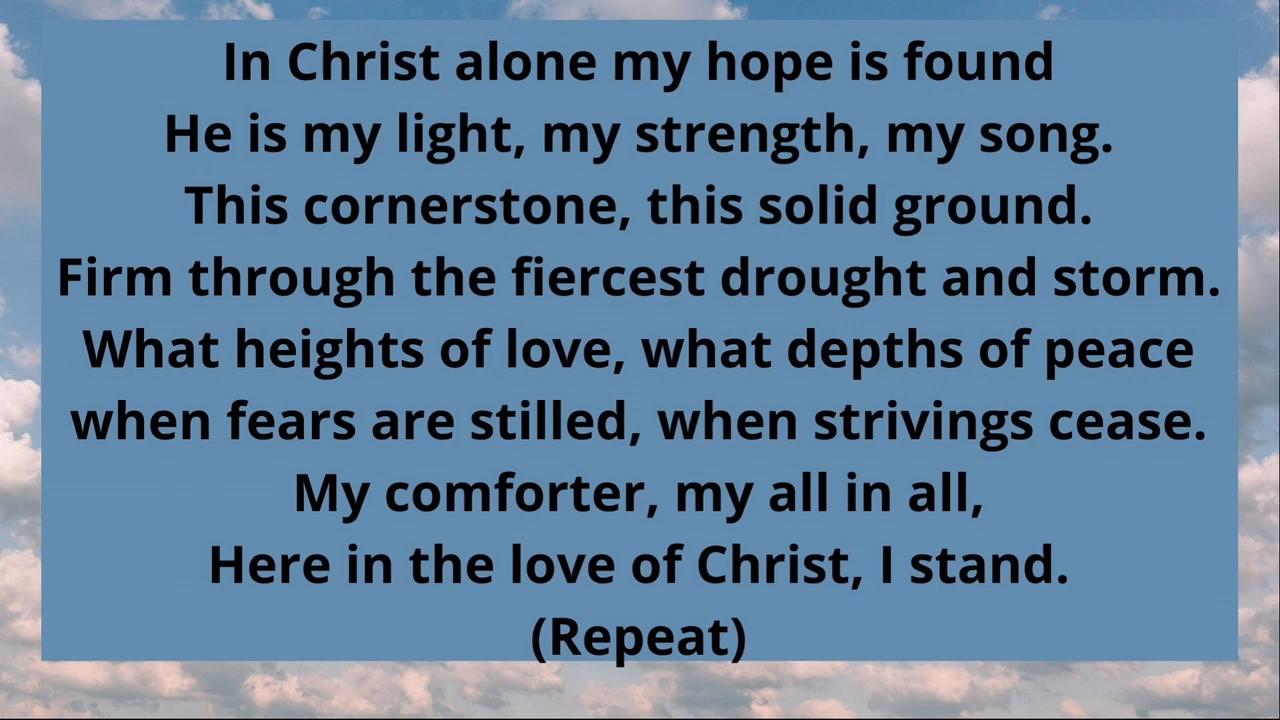 In Christ alone my hope is found
He is my light, my strength, my song.
This cornerstone, this solid ground.
Firm through the fiercest drought and storm.
What heights of love, what depths of peace
when fears are stilled, when strivings cease.
My comforter, my all in all,
Here in the love of Christ, I stand.
(Repeat)